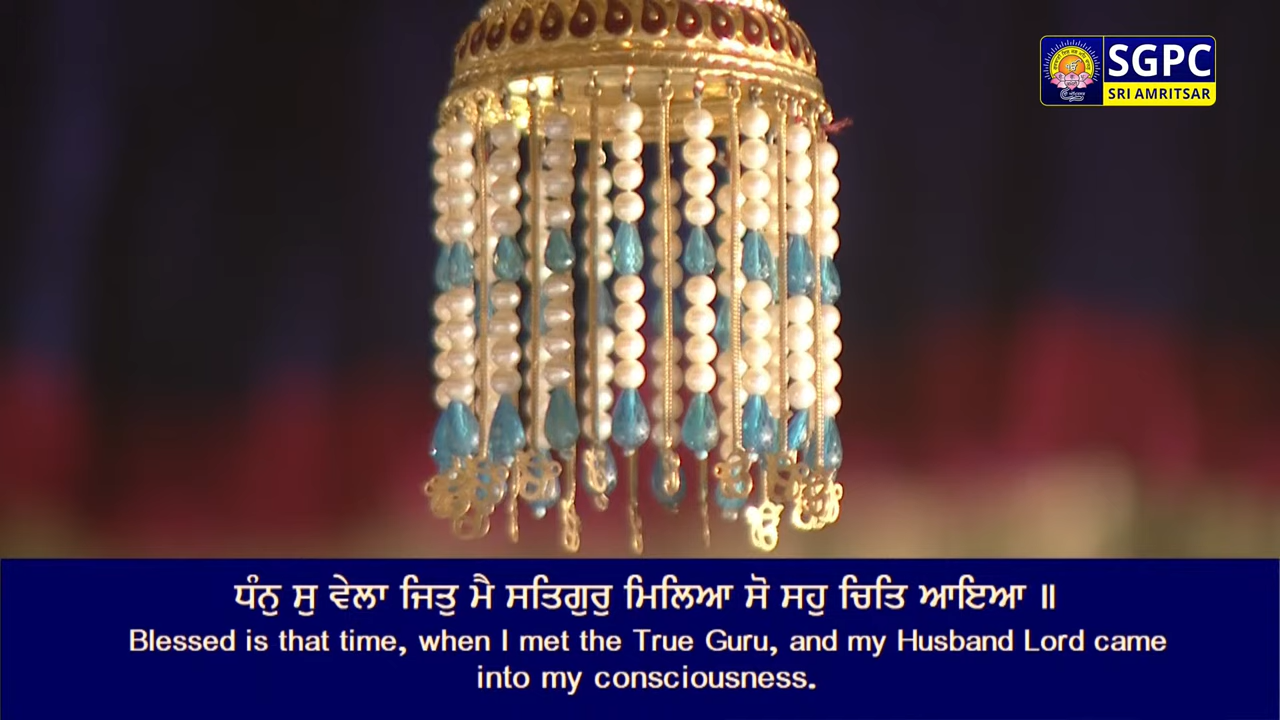 SGPC
SRI AMRITSAR
ਧੰਨੁ ਸੁ ਵੇਲਾ ਜਿਤੁ ਮੈ ਸਤਿਗੁਰੁ ਮਿਲਿਆ ਸੋ ਸਹੁ ਚਿਤਿ ਆਇਆ ॥
Blessed is that time, when I met the True Guru, and my Husband Lord came
into my consciousness.